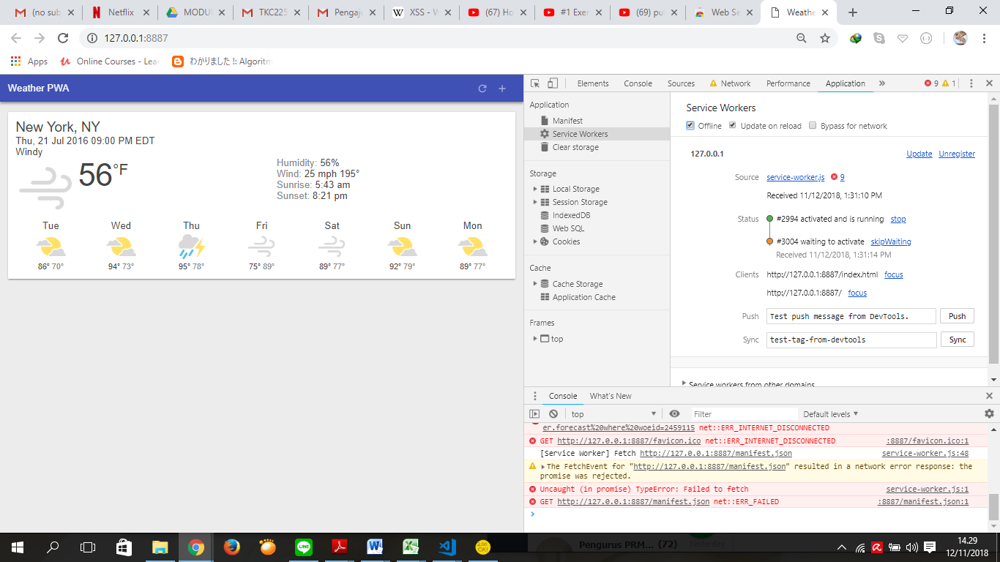 (no sub
Netflix
MODUL
TKC225
Pengaju
XSS - W
(67) Ho
#1 Exer
(69) pu
Web Se
Weathe
127.0.0.1:8887
Apps
Online Courses - Lear
わかりました !: Algoritm
Weather PWA
New York, NY
Thu, 21 Jul 2016 09:00 PM EDT
Windy
56°F
Humidity: 56%
Wind: 25 mph 195°
Sunrise: 5:43 am
Sunset: 8:21 pm
Tue Wed Thu Fri Sat Sun Mon
86° 70° 94° 73° 95° 78° 75° 89° 89° 77° 92° 79° 89° 77°
Elements Console Sources Network Performance Application » 9 1
Application
Manifest
Service Workers
Clear storage
Storage
Local Storage
Session Storage
IndexedDB
Web SQL
Cookies
Cache
Cache Storage
Application Cache
Frames
top
Service Workers
Offline Update on reload Bypass for network
127.0.0.1 Update Unregister
Source service-worker.js 9
Received 11/12/2018, 1:31:10 PM
Status #2994 activated and is running stop
#3004 waiting to activate skipWaiting
Received 11/12/2018, 1:31:14 PM
Clients http://127.0.0.1:8887/index.html focus
http://127.0.0.1:8887/ focus
Push Test push message from DevTools. Push
Sync test-tag-from-devtools Sync
Service workers from other domains
Console What's New
top Filter Default levels
er.forecast%20where%20woeid=2459115 net::ERR_INTERNET_DISCONNECTED
GET http://127.0.0.1:8887/favicon.ico net::ERR_INTERNET_DISCONNECTED :8887/favicon.ico:1
[Service Worker] Fetch http://127.0.0.1:8887/manifest.json service-worker.js:48
The FetchEvent for "http://127.0.0.1:8887/manifest.json" resulted in a network error response: the
promise was rejected.
Uncaught (in promise) TypeError: Failed to fetch service-worker.js:1
GET http://127.0.0.1:8887/manifest.json net::ERR_FAILED :8887/manifest.json:1
Pengurus PRM... (72) Yesterday
14.29
12/11/2018